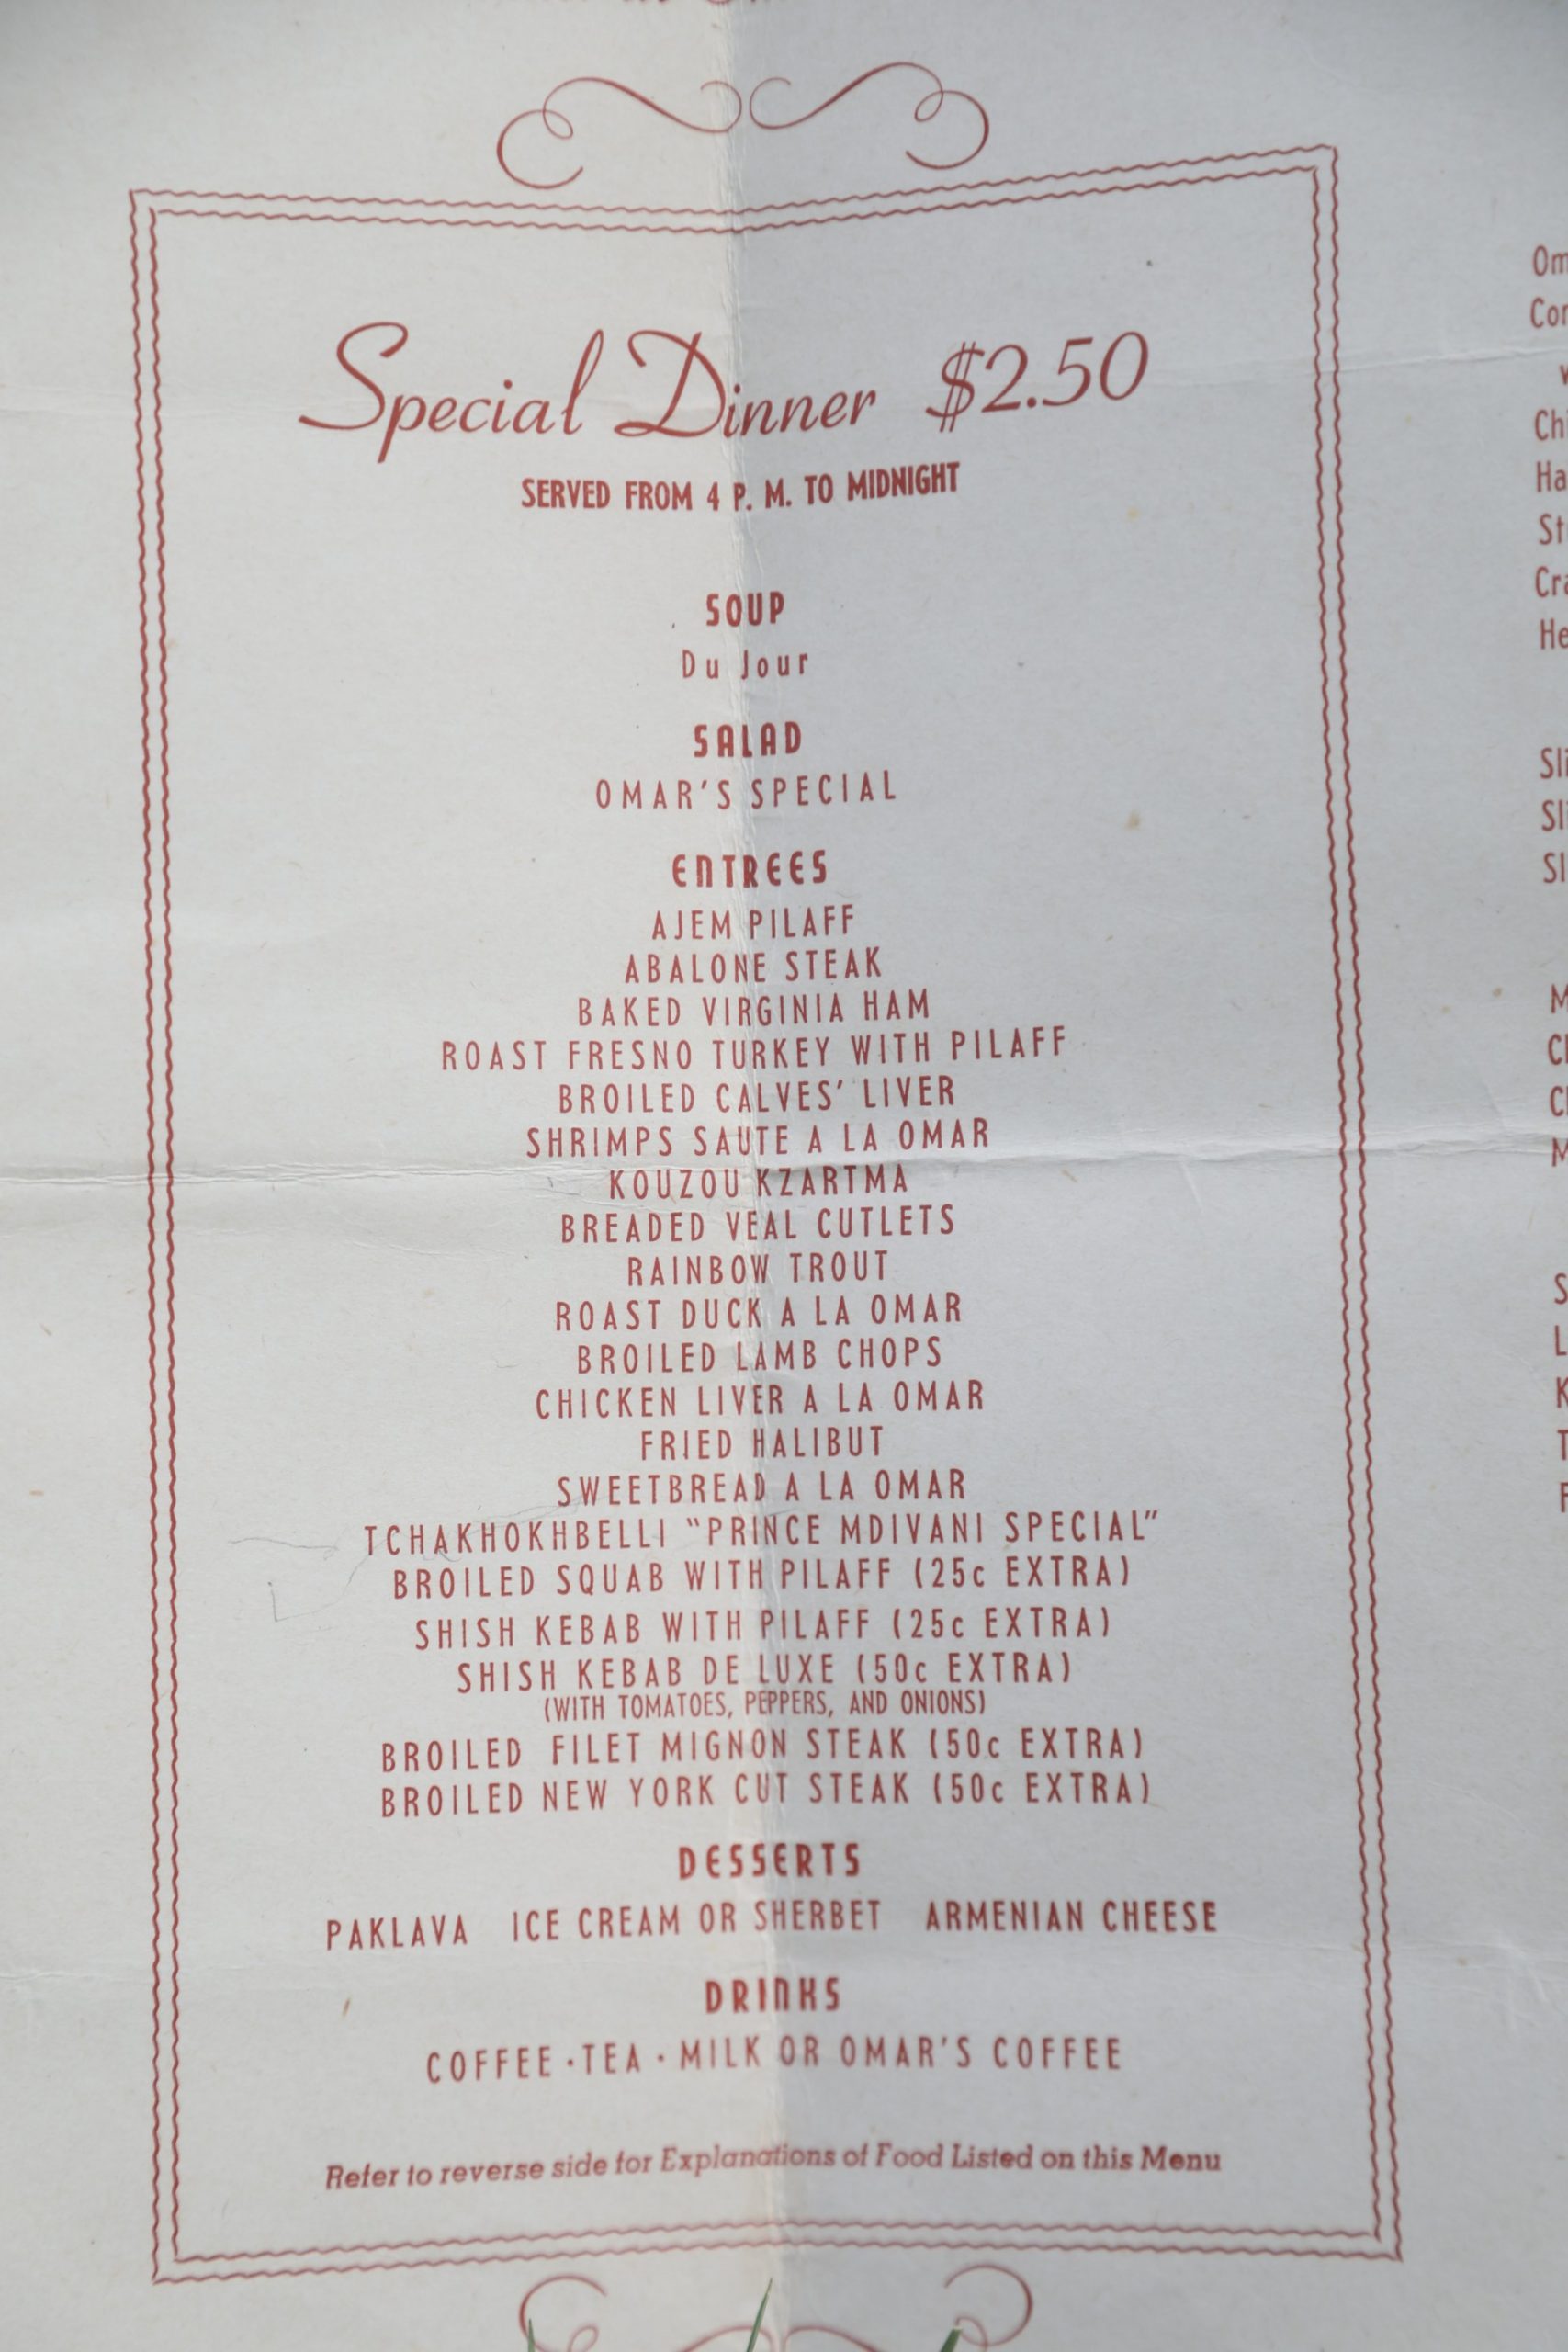 Special Dinner $2.50
SERVED FROM 4 P. M. TO MIDNIGHT
SOUP
Du Jour
SALAD
OMAR'S SPECIAL
ENTREES
AJEM PILAFF
ABALONE STEAK
BAKED VIRGINIA HAM
ROAST FRESNO TURKEY WITH PILAFF
BROILED CALVES' LIVER
SHRIMPS SAUTE A LA OMAR
KOUZOU KZARTMA
BREADED VEAL CUTLETS
RAINBOW TROUT
ROAST DUCK A LA OMAR
BROILED LAMB CHOPS
CHICKEN LIVER A LA OMAR
FRIED HALIBUT
SWEETBREAD A LA OMAR
TCHAKHOKHBELLI "PRINCE MDIVANI SPECIAL"
BROILED SQUAB WITH PILAFF (25c EXTRA)
SHISH KEBAB WITH PILAFF (25c EXTRA)
SHISH KEBAB DE LUXE (50c EXTRA)
(WITH TOMATOES, PEPPERS, AND ONIONS)
BROILED FILET MIGNON STEAK (50c EXTRA)
BROILED NEW YORK CUT STEAK (50c EXTRA)
DESSERTS
PAKLAVA ICE CREAM OR SHERBET ARMENIAN CHEESE
DRINKS
COFFEE · TEA · MILK OR OMAR'S COFFEE
Refer to reverse side for Explanations of Food Listed on this Menu